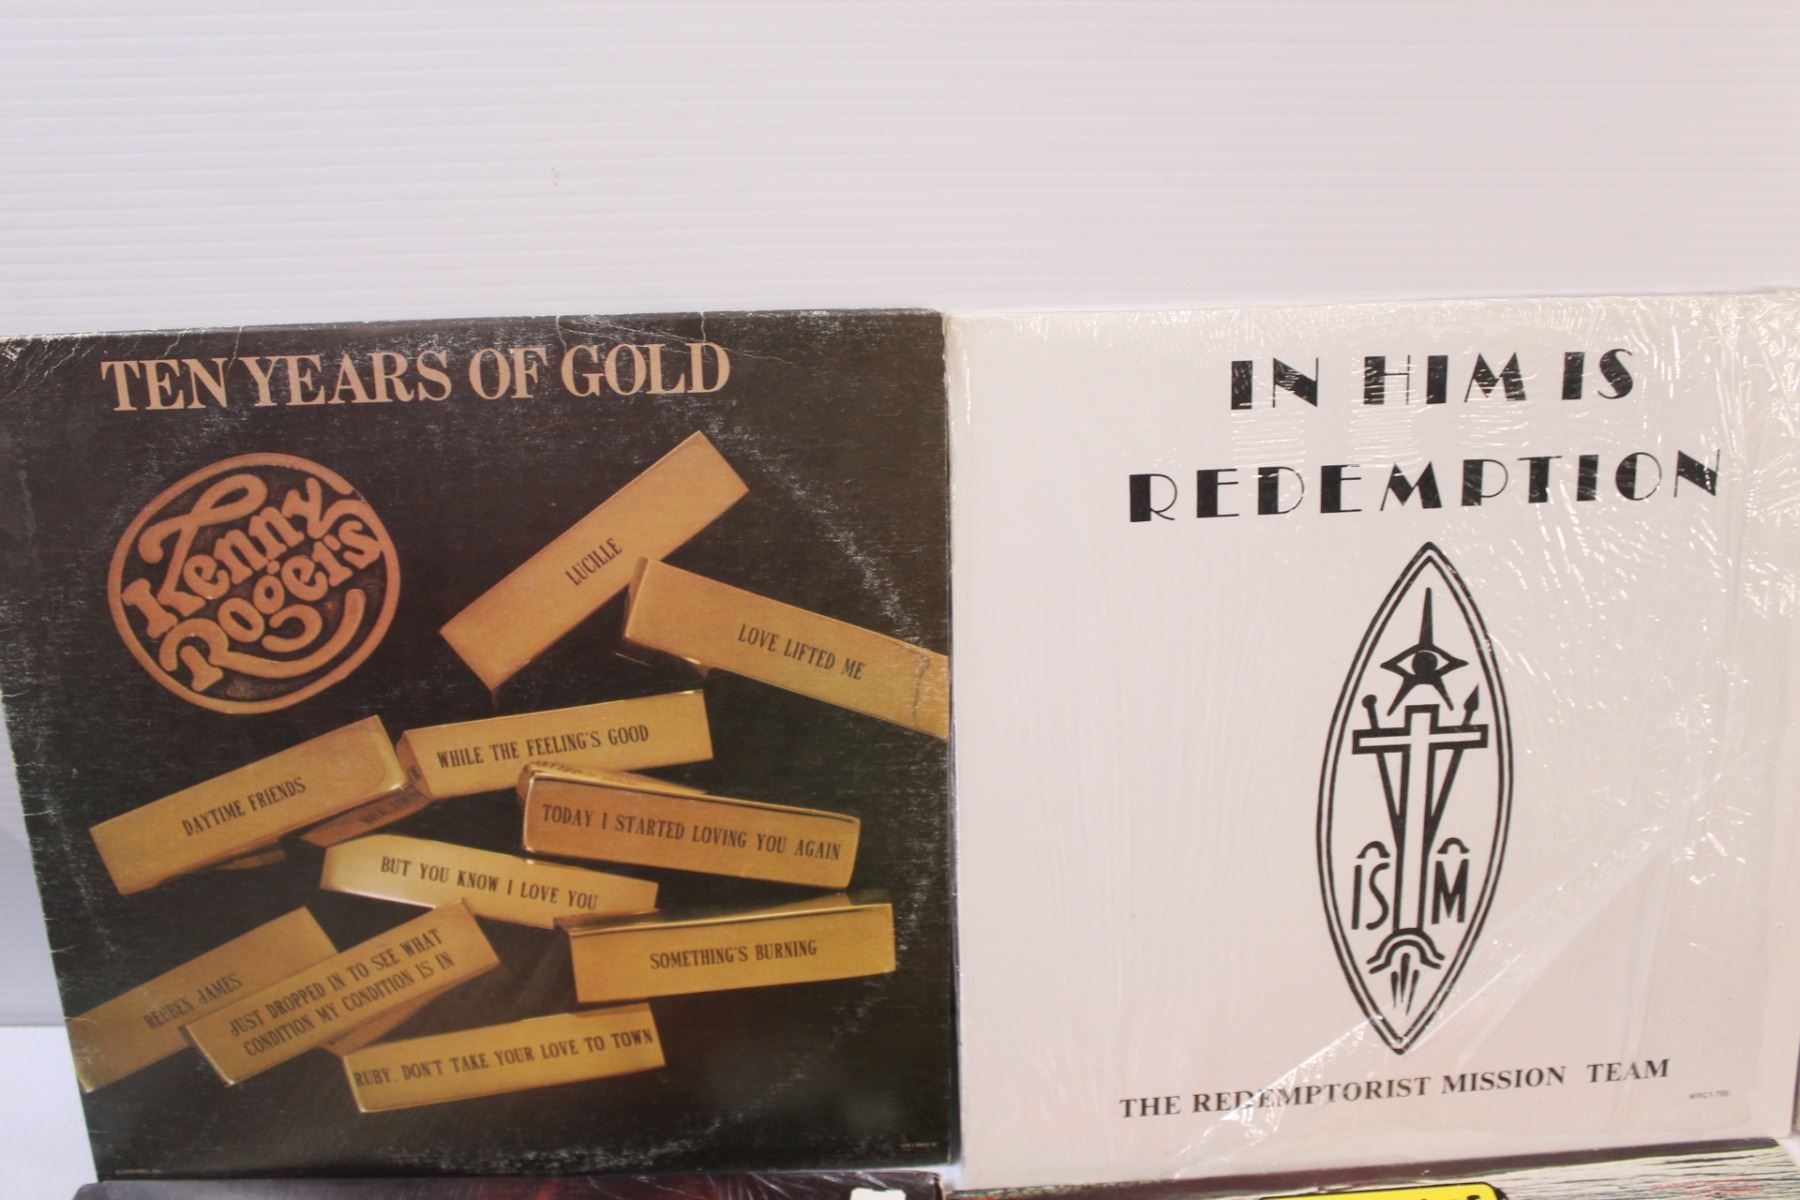 TEN YEARS OF GOLD
Kenny
Rogers
LUCILLE
LOVE LIFTED ME
WHILE THE FEELING'S GOOD
DAYTIME FRIENDS
TODAY I STARTED LOVING YOU AGAIN
BUT YOU KNOW I LOVE YOU
SOMETHING'S BURNING
REUBEN JAMES
JUST DROPPED IN TO SEE WHAT
CONDITION MY CONDITION IS IN
RUBY, DON'T TAKE YOUR LOVE TO TOWN
IN HIM IS
REDEMPTION
IS M
THE REDEMPTORIST MISSION TEAM